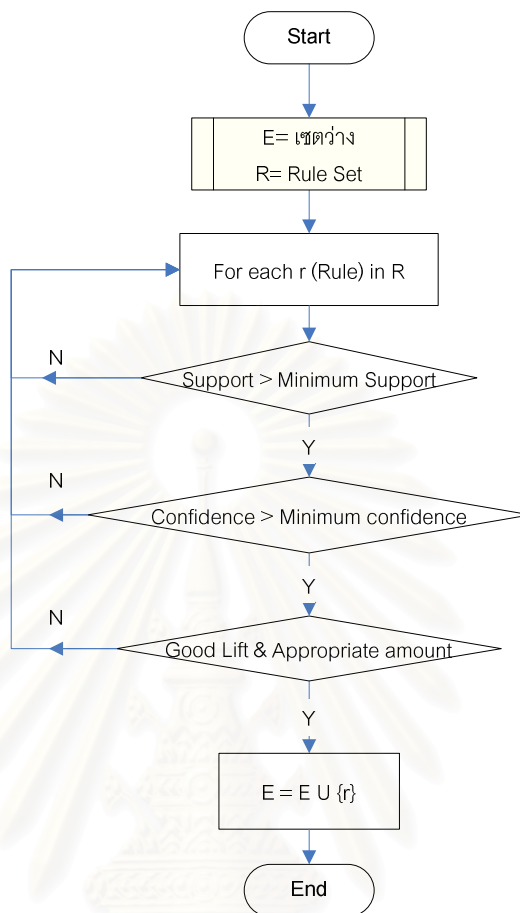 Start
E= เซตว่าง
R= Rule Set
For each r (Rule) in R
N
Support > Minimum Support
Y
N
Confidence > Minimum confidence
Y
N
Good Lift & Appropriate amount
Y
E = E U {r}
End